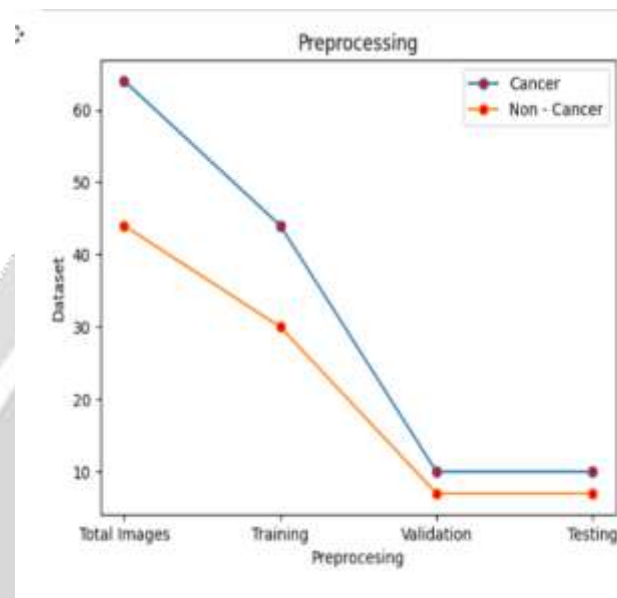 Preprocessing
Cancer
Non - Cancer
60
50
40
30
20
10
Dataset
Total Images Training Validation Testing
Preprocesing